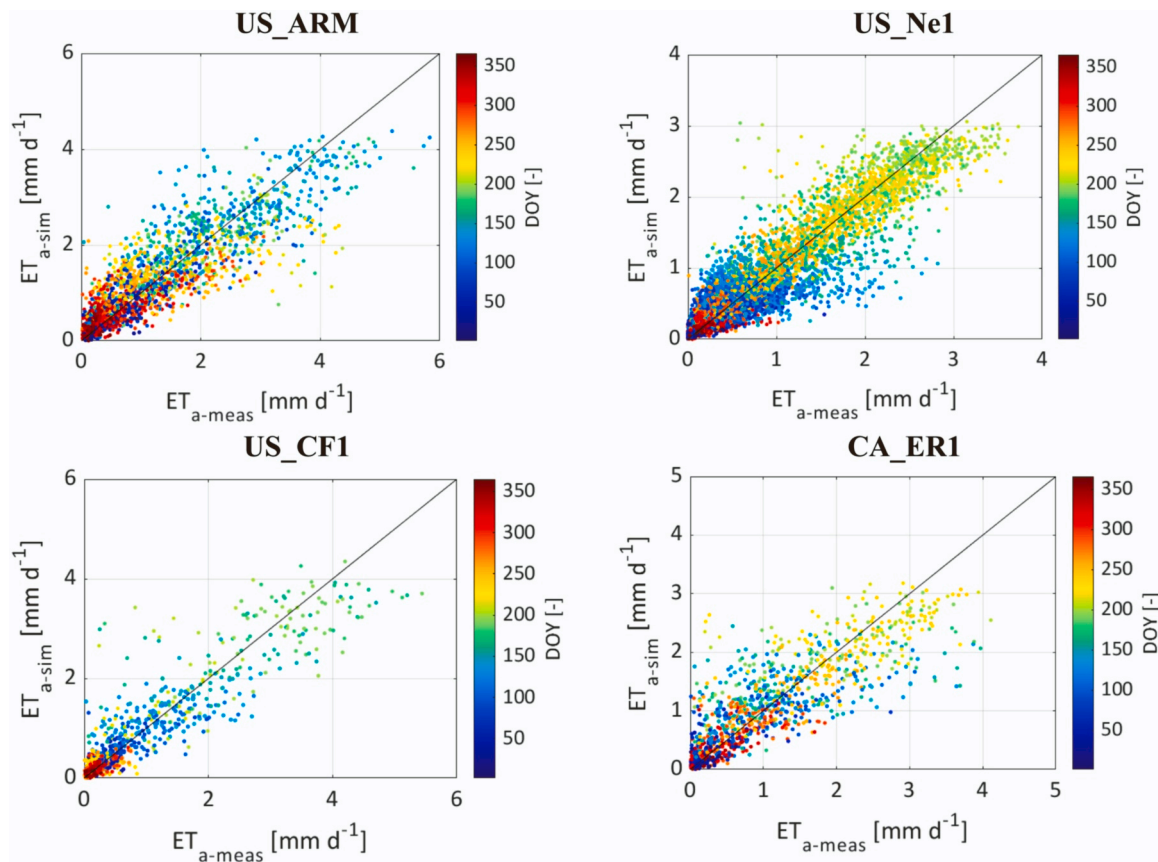 US_ARM
6
4
2
0
0 2 4 6
ET a-sim [mm d-1]
ET a-meas [mm d-1]
350
300
250
200
150
100
50
DOY [-]
US_Ne1
4
3
2
1
0
0 1 2 3 4
ET a-sim [mm d-1]
ET a-meas [mm d-1]
350
300
250
200
150
100
50
DOY [-]
US_CF1
6
4
2
0
0 2 4 6
ET a-sim [mm d-1]
ET a-meas [mm d-1]
350
300
250
200
150
100
50
DOY [-]
CA_ER1
5
4
3
2
1
0
0 1 2 3 4 5
ET a-sim [mm d-1]
ET a-meas [mm d-1]
350
300
250
200
150
100
50
DOY [-]